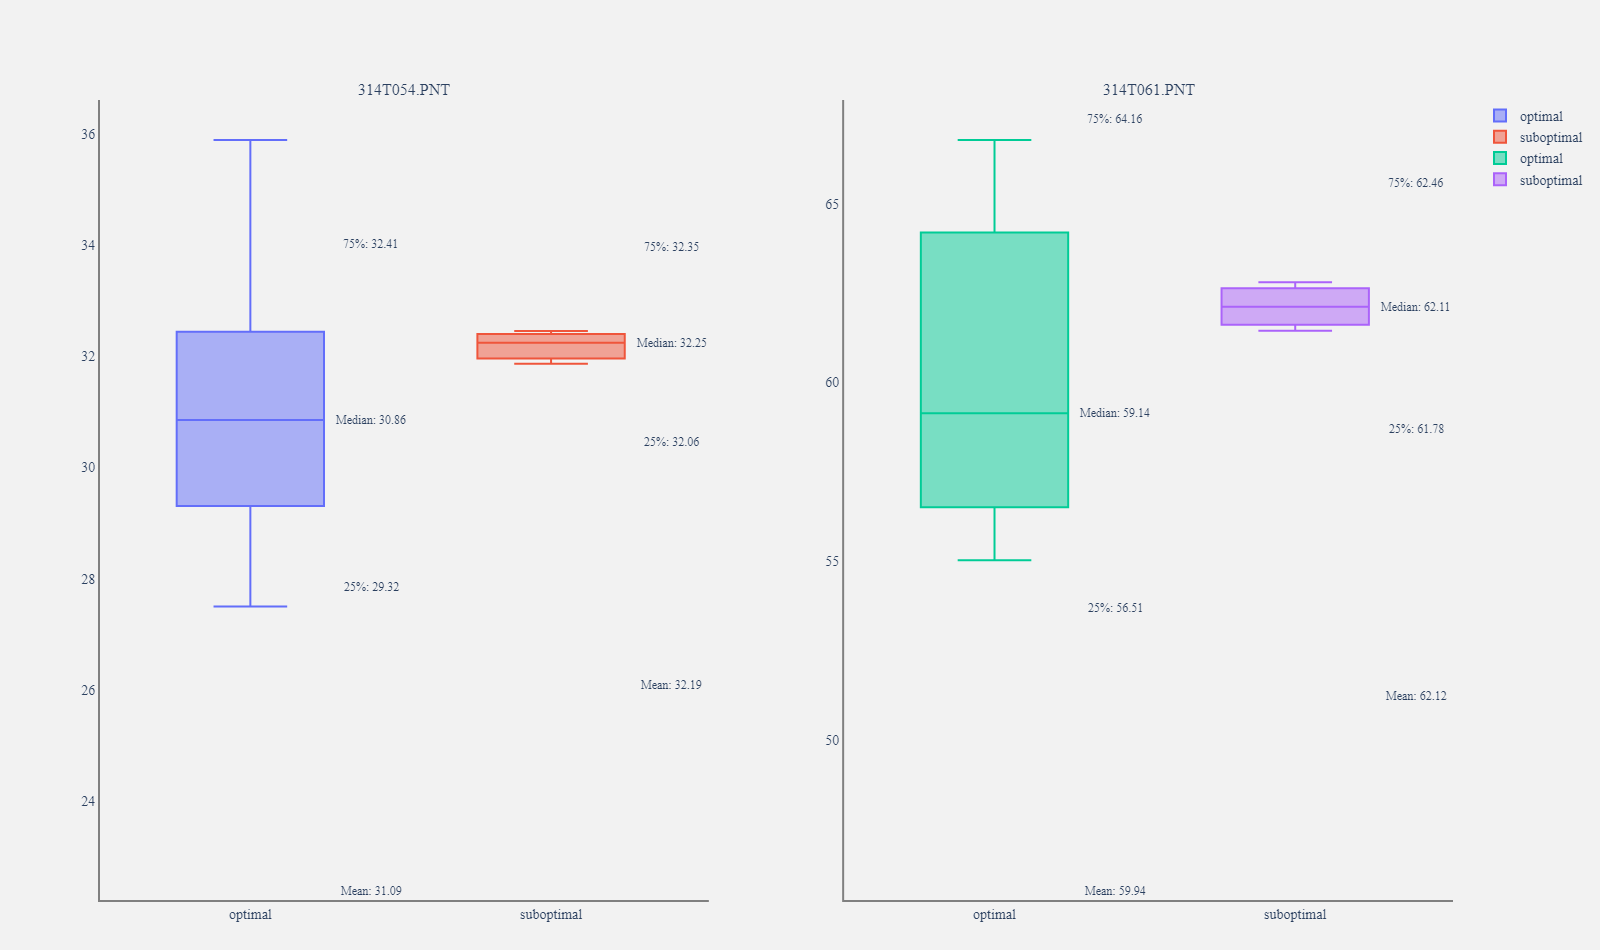 314T054.PNT
36
34
32
30
28
26
24
75%: 32.41
Median: 30.86
25%: 29.32
Mean: 31.09
75%: 32.35
Median: 32.25
25%: 32.06
Mean: 32.19
optimal
suboptimal
314T061.PNT
65
60
55
50
75%: 64.16
Median: 59.14
25%: 56.51
Mean: 59.94
75%: 62.46
Median: 62.11
25%: 61.78
Mean: 62.12
optimal
suboptimal
optimal
suboptimal
optimal
suboptimal